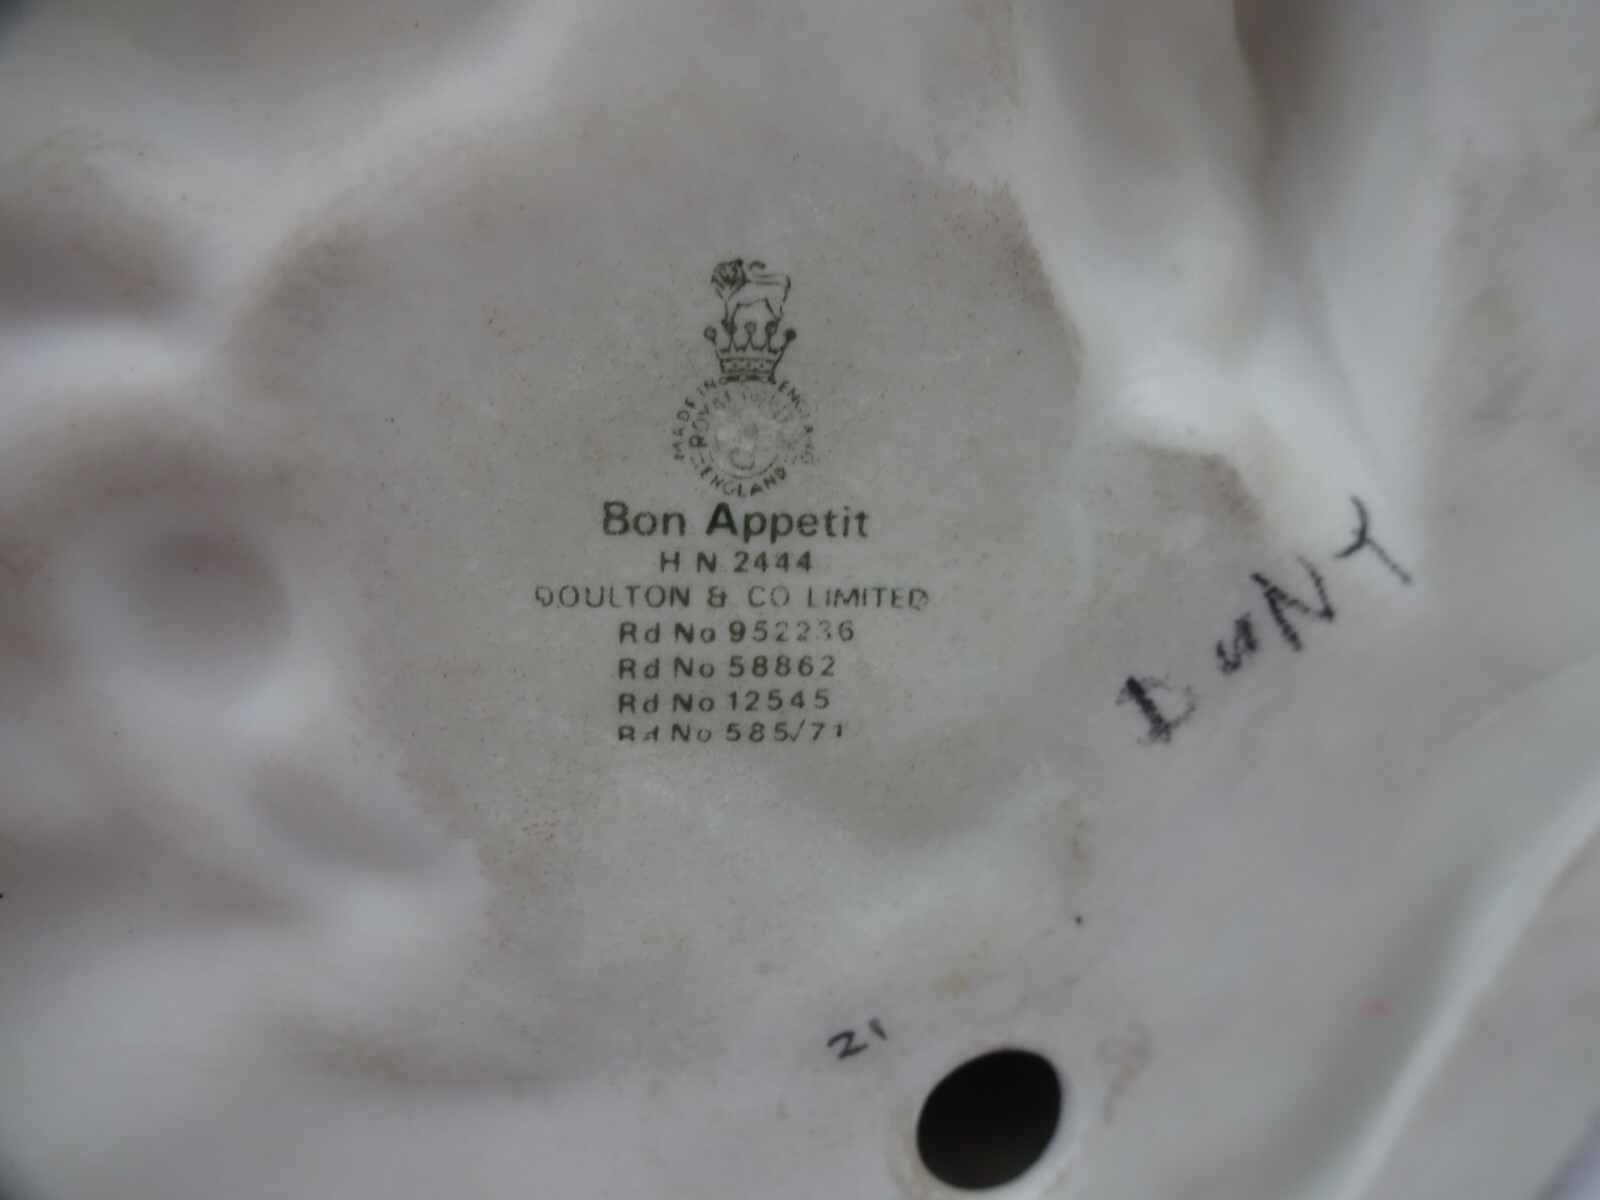 MADE IN ENGLAND
ROYAL DOULTON
ENGLAND
Bon Appetit
H N 2444
DOULTON & CO LIMITED
Rd No 952236
Rd No 58862
Rd No 12545
Rd No 585/71
21